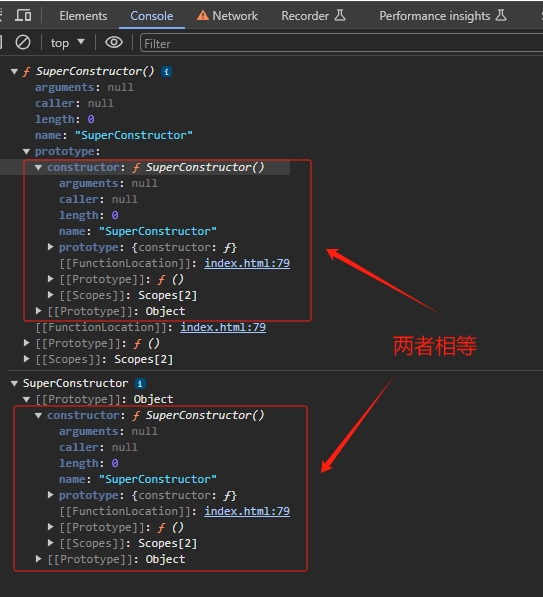 Elements Console Network Recorder Performance insights
top Filter
▼ƒ SuperConstructor() i
arguments: null
caller: null
length: 0
name: "SuperConstructor"
▼prototype:
▼constructor: ƒ SuperConstructor()
arguments: null
caller: null
length: 0
name: "SuperConstructor"
▶prototype: {constructor: ƒ}
[[FunctionLocation]]: index.html:79
▶[[Prototype]]: ƒ ()
▶[[Scopes]]: Scopes[2]
▶[[Prototype]]: Object
[[FunctionLocation]]: index.html:79
▶[[Prototype]]: ƒ ()
▶[[Scopes]]: Scopes[2]
两者相等
▼SuperConstructor i
▼[[Prototype]]: Object
▼constructor: ƒ SuperConstructor()
arguments: null
caller: null
length: 0
name: "SuperConstructor"
▶prototype: {constructor: ƒ}
[[FunctionLocation]]: index.html:79
▶[[Prototype]]: ƒ ()
▶[[Scopes]]: Scopes[2]
▶[[Prototype]]: Object